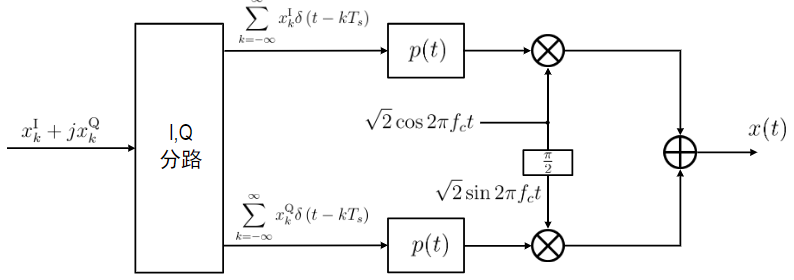 $\sum_{k=-\infty}^{\infty} x_k^{\mathrm{I}} \delta(t - kT_s)$
$p(t)$
$x_k^{\mathrm{I}} + jx_k^{\mathrm{Q}}$
I,Q
分路
$\sqrt{2} \cos 2\pi f_c t$
$x(t)$
$\frac{\pi}{2}$
$\sqrt{2} \sin 2\pi f_c t$
$\sum_{k=-\infty}^{\infty} x_k^{\mathrm{Q}} \delta(t - kT_s)$
$p(t)$